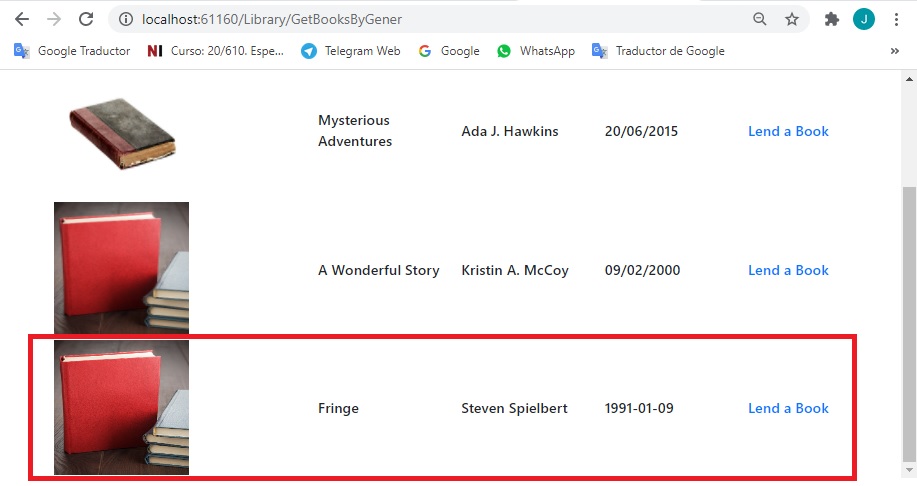 localhost:61160/Library/GetBooksByGener
J
Google Traductor
NI Curso: 20/610. Espe...
Telegram Web
Google
WhatsApp
Traductor de Google
»
Mysterious
Adventures
Ada J. Hawkins
20/06/2015
Lend a Book
A Wonderful Story
Kristin A. McCoy
09/02/2000
Lend a Book
Fringe
Steven Spielbert
1991-01-09
Lend a Book